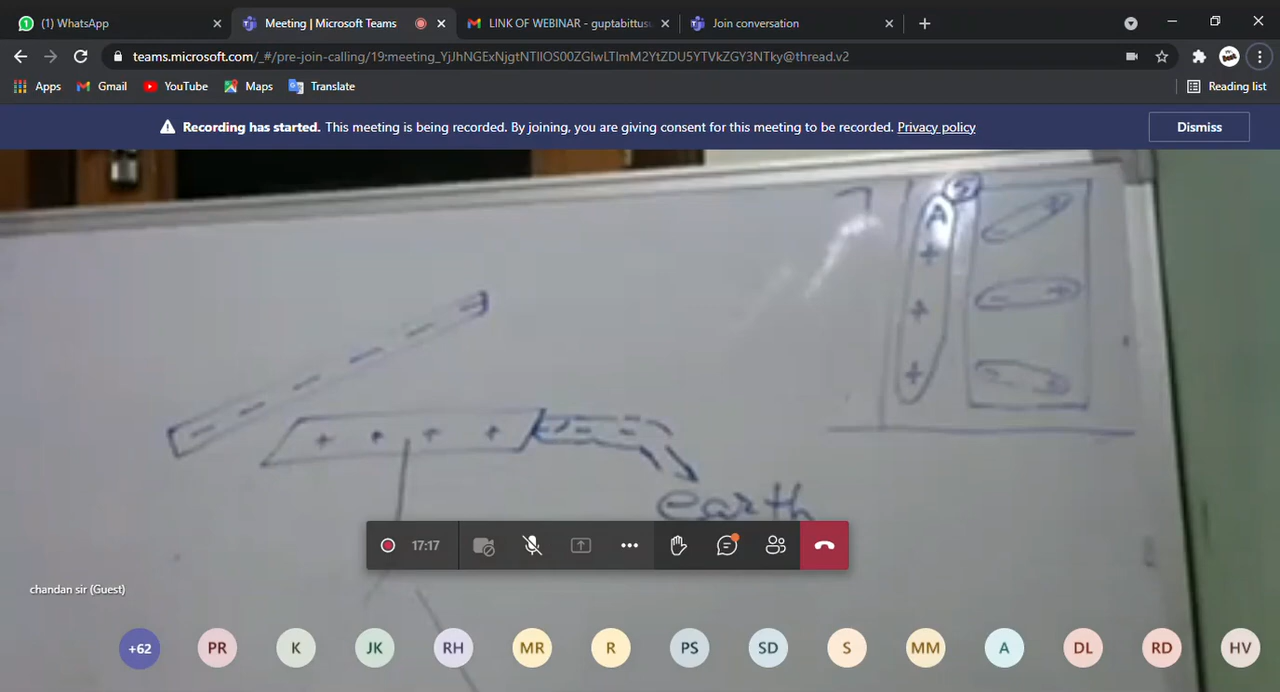 (1) WhatsApp
Meeting | Microsoft Teams
LINK OF WEBINAR - guptabittusu
Join conversation
teams.microsoft.com/_#/pre-join-calling/19:meeting_YjJhNGExNjgtNTllOS00ZGIwLTlmM2YtZDU5YTVkZGY3NTky@thread.v2
Apps
Gmail
YouTube
Maps
Translate
Reading list
Recording has started. This meeting is being recorded. By joining, you are giving consent for this meeting to be recorded. Privacy policy
Dismiss
A
+
+
+
- +
- +
- +
- - - - -
+ + + +
- - -
earth
17:17
chandan sir (Guest)
+62
PR
K
JK
RH
MR
R
PS
SD
S
MM
A
DL
RD
HV